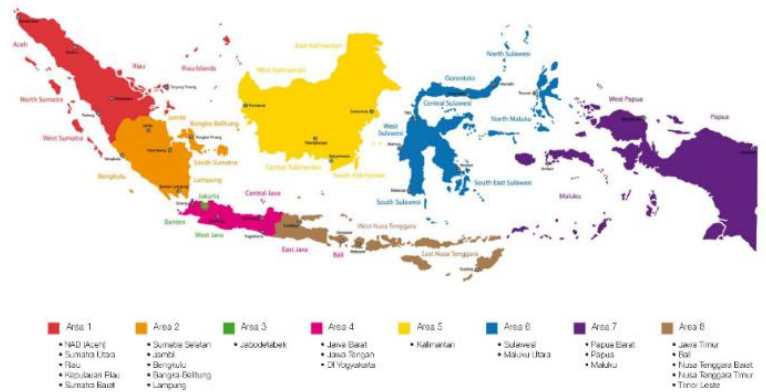 Aceh
North Sumatra
West Sumatra
Riau
Riau Islands
Jambi
Bangka-Belitung
South Sumatra
Bengkulu
Lampung
Jakarta
Banten
West Java
Central Java
East Java
Bali
West Nusa Tenggara
East Nusa Tenggara
West Kalimantan
East Kalimantan
Central Kalimantan
South Kalimantan
North Sulawesi
Gorontalo
Central Sulawesi
West
Sulawesi
South Sulawesi
South East Sulawesi
North Maluku
Maluku
West Papua
Papua
Area 1
• NAD (Aceh)
• Sumatra Utara
• Riau
• Kepulauan Riau
• Sumatra Barat
Area 2
• Sumatra Selatan
• Jambi
• Bengkulu
• Bangka-Belitung
• Lampung
Area 3
• Jabodetabek
Area 4
• Jawa Barat
• Jawa Tengah
• DI Yogyakarta
Area 5
• Kalimantan
Area 6
• Sulawesi
• Maluku Utara
Area 7
• Papua Barat
• Papua
• Maluku
Area 8
• Jawa Timur
• Bali
• Nusa Tenggara Barat
• Nusa Tenggara Timur
• Timor Leste